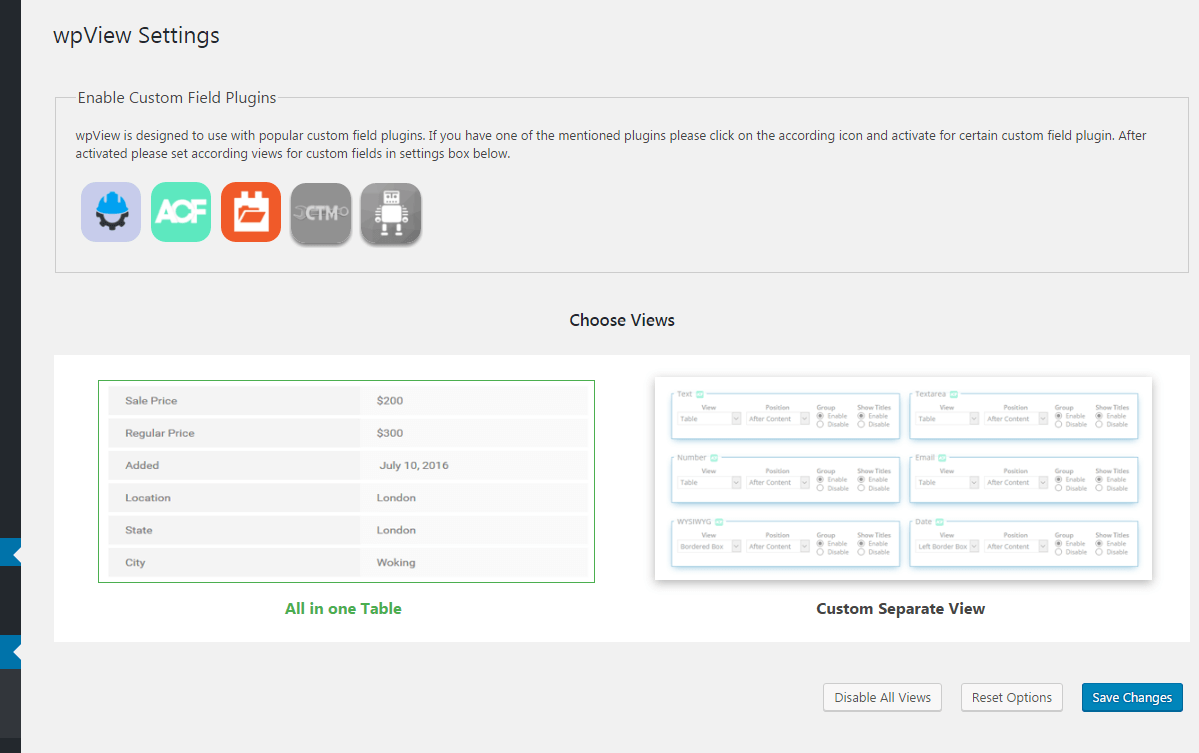 wpView Settings
Enable Custom Field Plugins
wpView is designed to use with popular custom field plugins. If you have one of the mentioned plugins please click on the according icon and activate for certain custom field plugin. After
activated please set according views for custom fields in settings box below.
ACF CTM
Choose Views
Sale Price $200
Regular Price $300
Added July 10, 2016
Location London
State London
City Woking
All in one Table
Text Textarea
View Position Group Show Titles View Position Group Show Titles
Table After Content Enable Enable Table After Content Enable Enable
Disable Disable Disable Disable
Number Email
View Position Group Show Titles View Position Group Show Titles
Table After Content Enable Enable Table After Content Enable Enable
Disable Disable Disable Disable
WYSIWYG Date
View Position Group Show Titles View Position Group Show Titles
Bordered Box After Content Enable Enable Left Border Box After Content Enable Enable
Disable Disable Disable Disable
Custom Separate View
Disable All Views Reset Options Save Changes